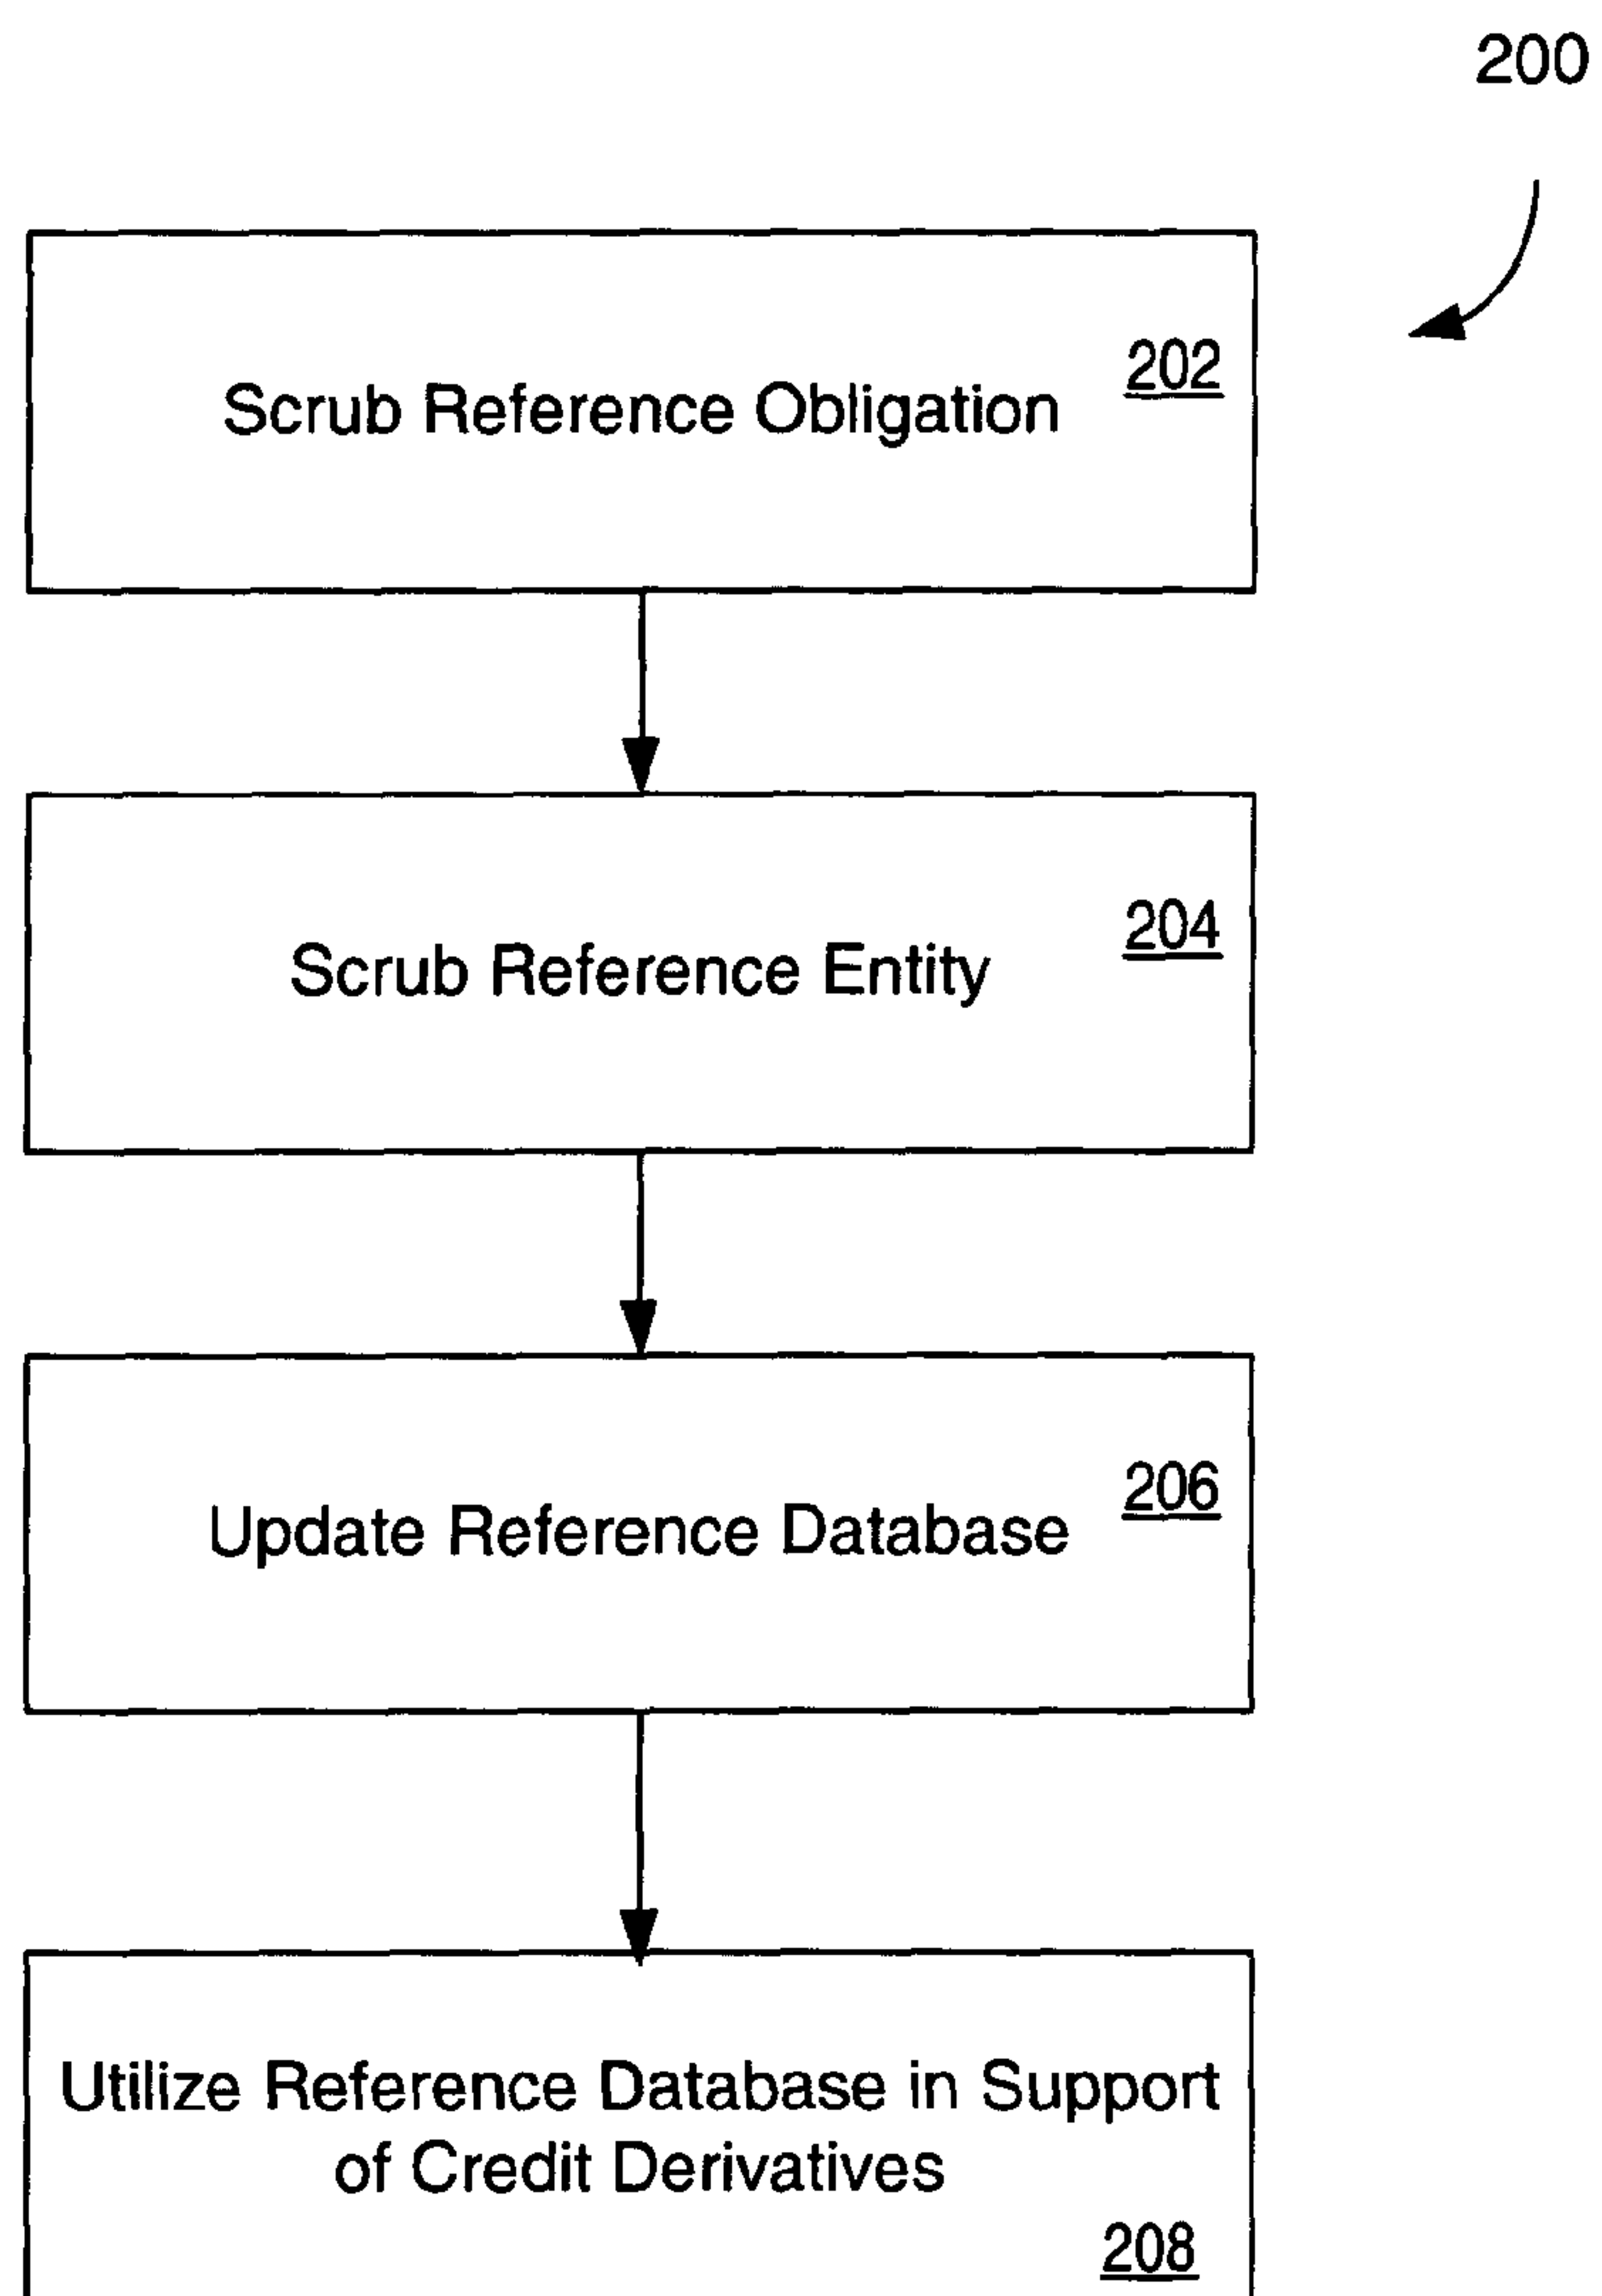 200
202
Scrub Reference Obligation
204
Scrub Reference Entity
206
Update Reference Database
Utilize Reference Database in Support
of Credit Derivatives
208